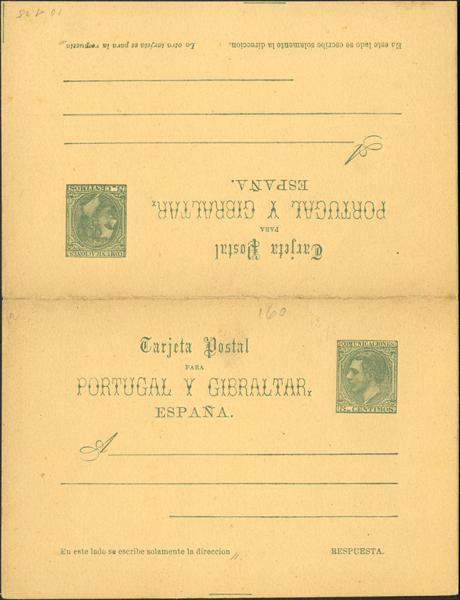 En este lado se escribe solamente la direccion.
La otra tarjeta es para la respuesta
A
Tarjeta Postal
PARA
PORTUGAL Y GIBRALTAR,
ESPAÑA.
COMUNICACIONES
CENTIMOS
160
Tarjeta Postal
PARA
PORTUGAL Y GIBRALTAR,
ESPAÑA.
COMUNICACIONES
CENTIMOS
A
En este lado se escribe solamente la direccion
RESPUESTA.